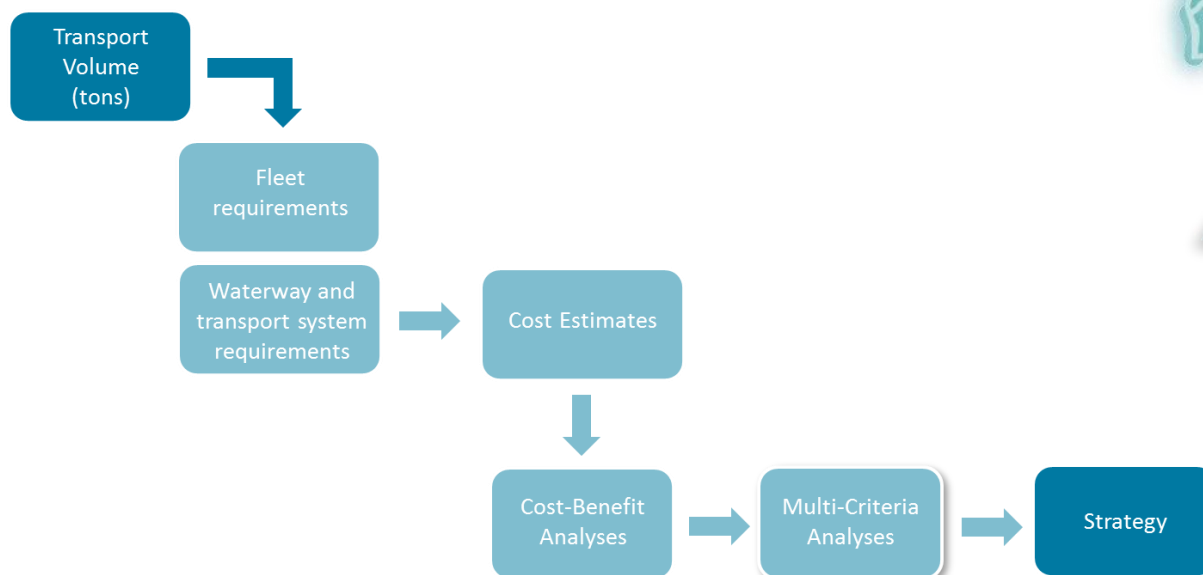 Transport
Volume
(tons)
Fleet
requirements
Waterway and
transport system
requirements
Cost Estimates
Cost-Benefit
Analyses
Multi-Criteria
Analyses
Strategy